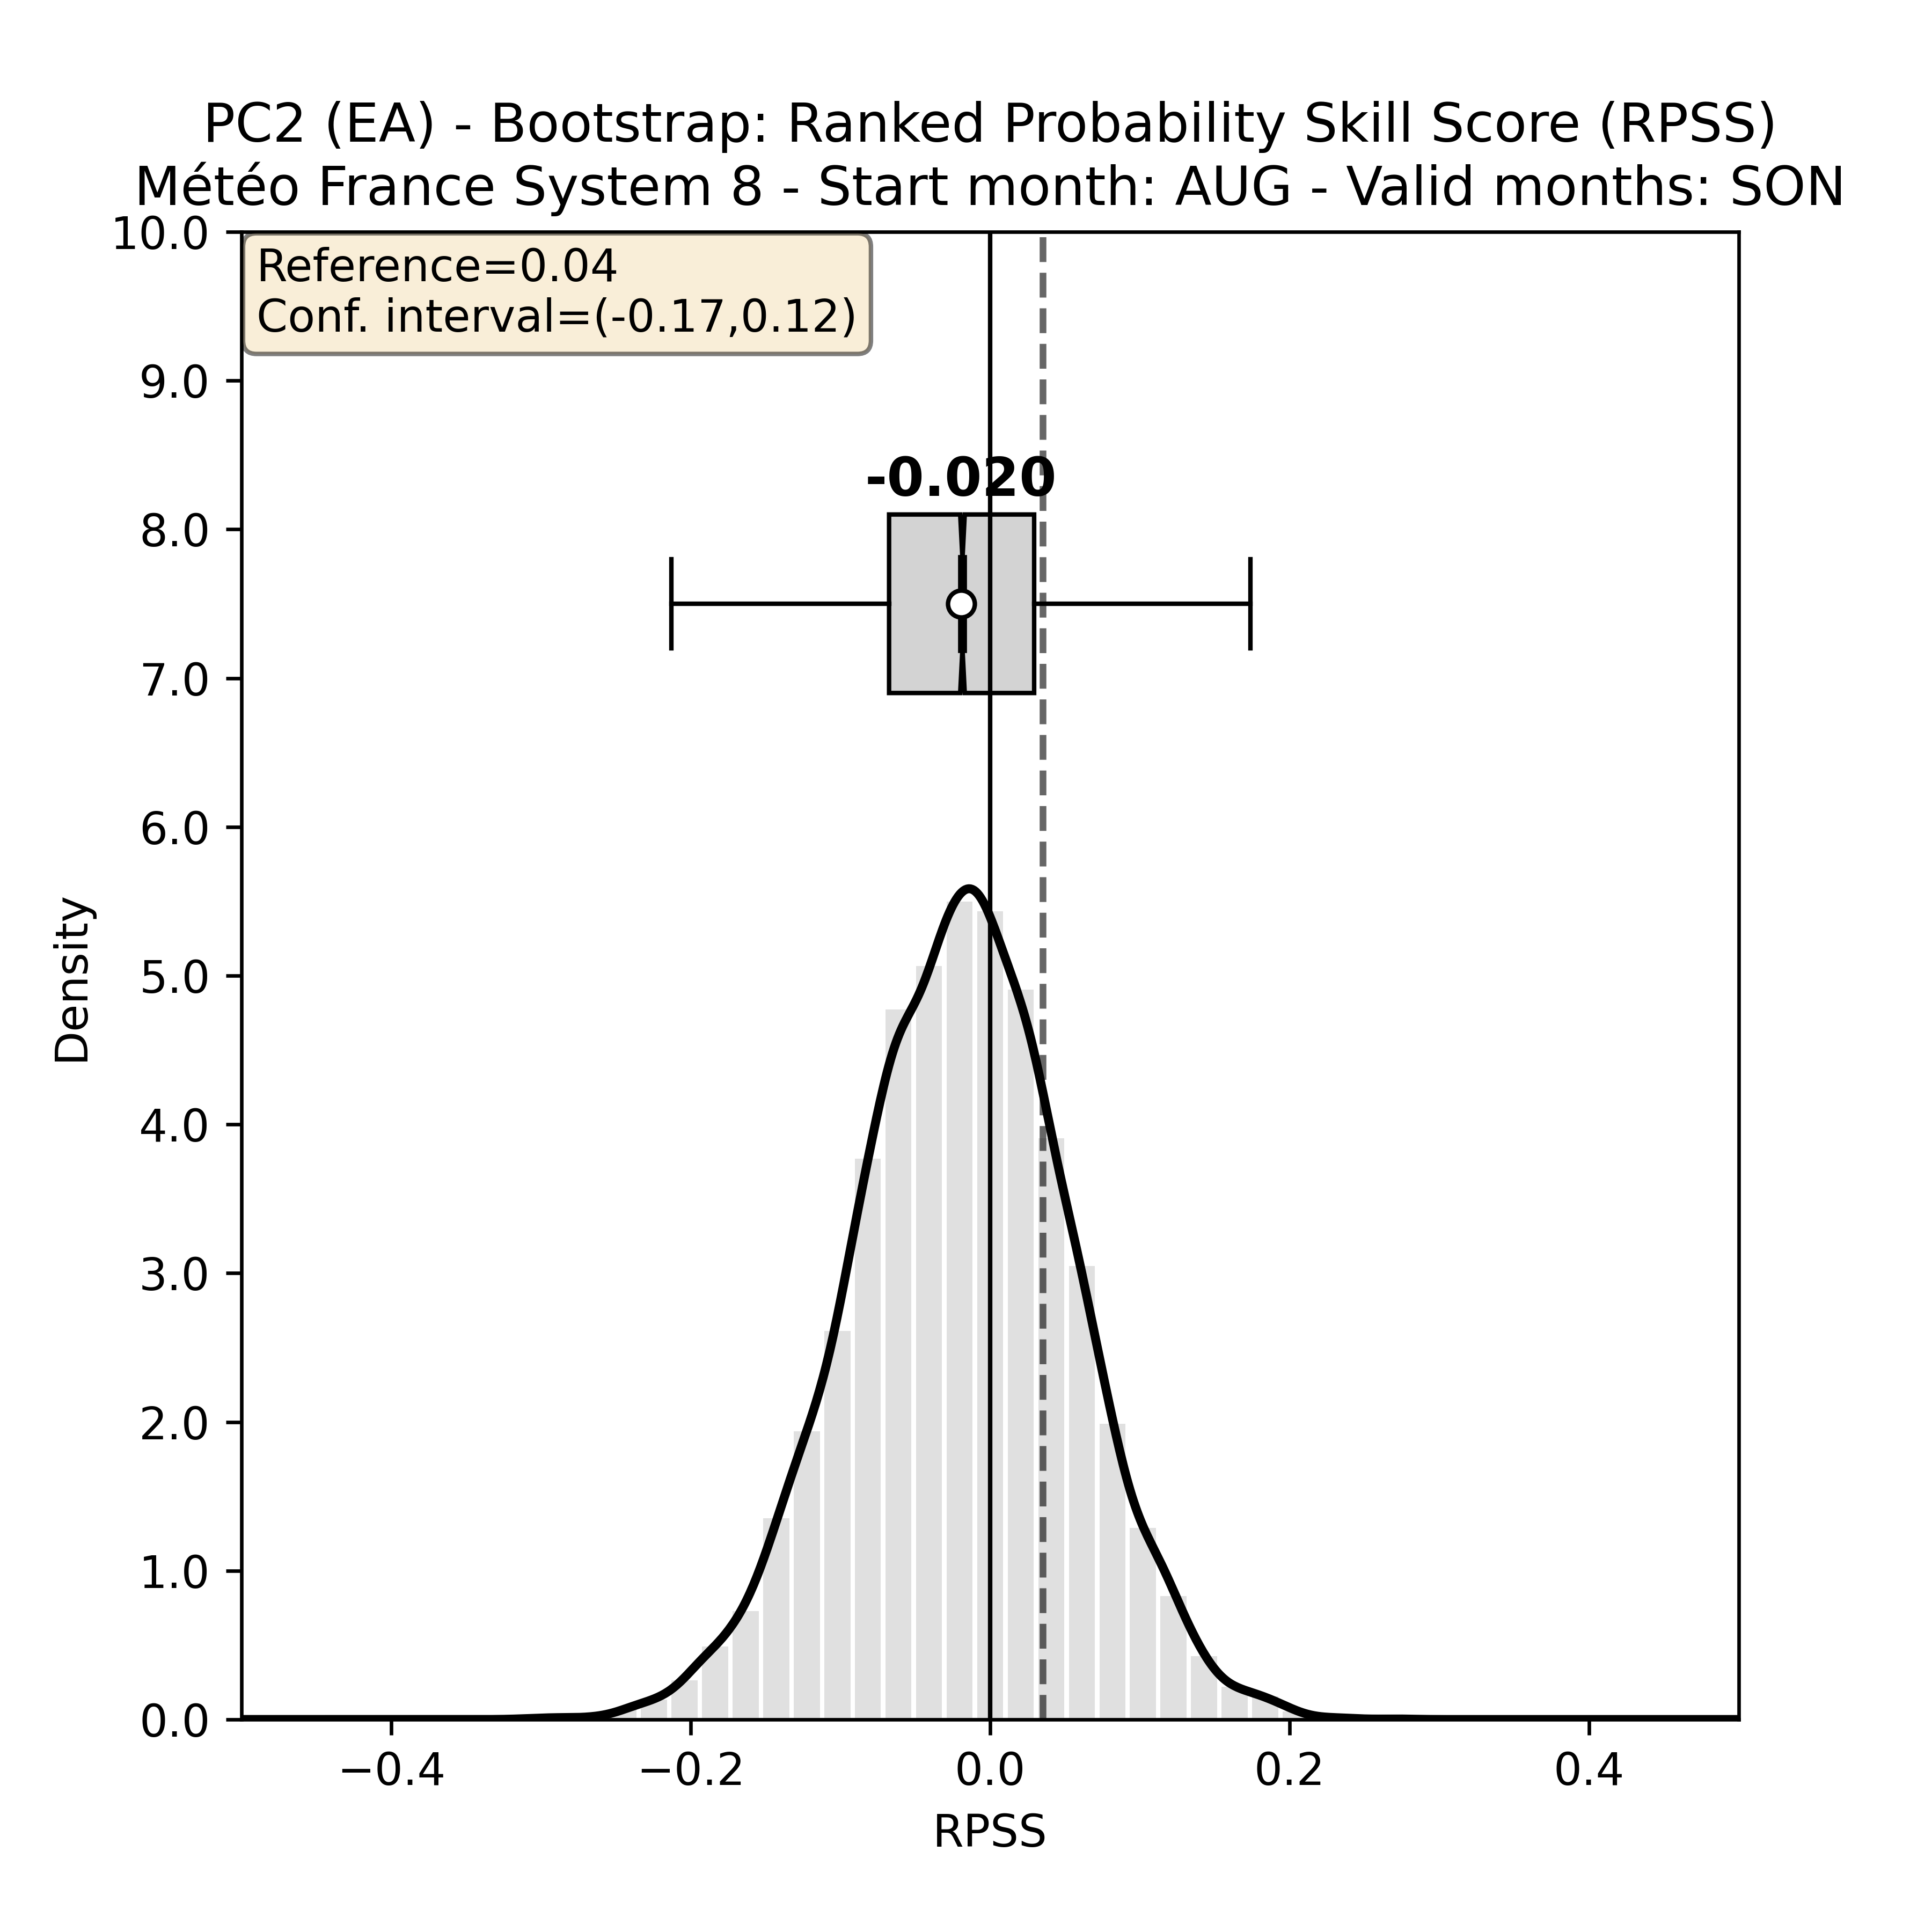 PC2 (EA) - Bootstrap: Ranked Probability Skill Score (RPSS)
Météo France System 8 - Start month: AUG - Valid months: SON
10.0
Reference=0.04
Conf. interval=(-0.17,0.12)
9.0
-0.020
8.0
7.0
6.0
5.0
4.0
3.0
2.0
1.0
0.0
Density
−0.4
−0.2
0.0
0.2
0.4
RPSS